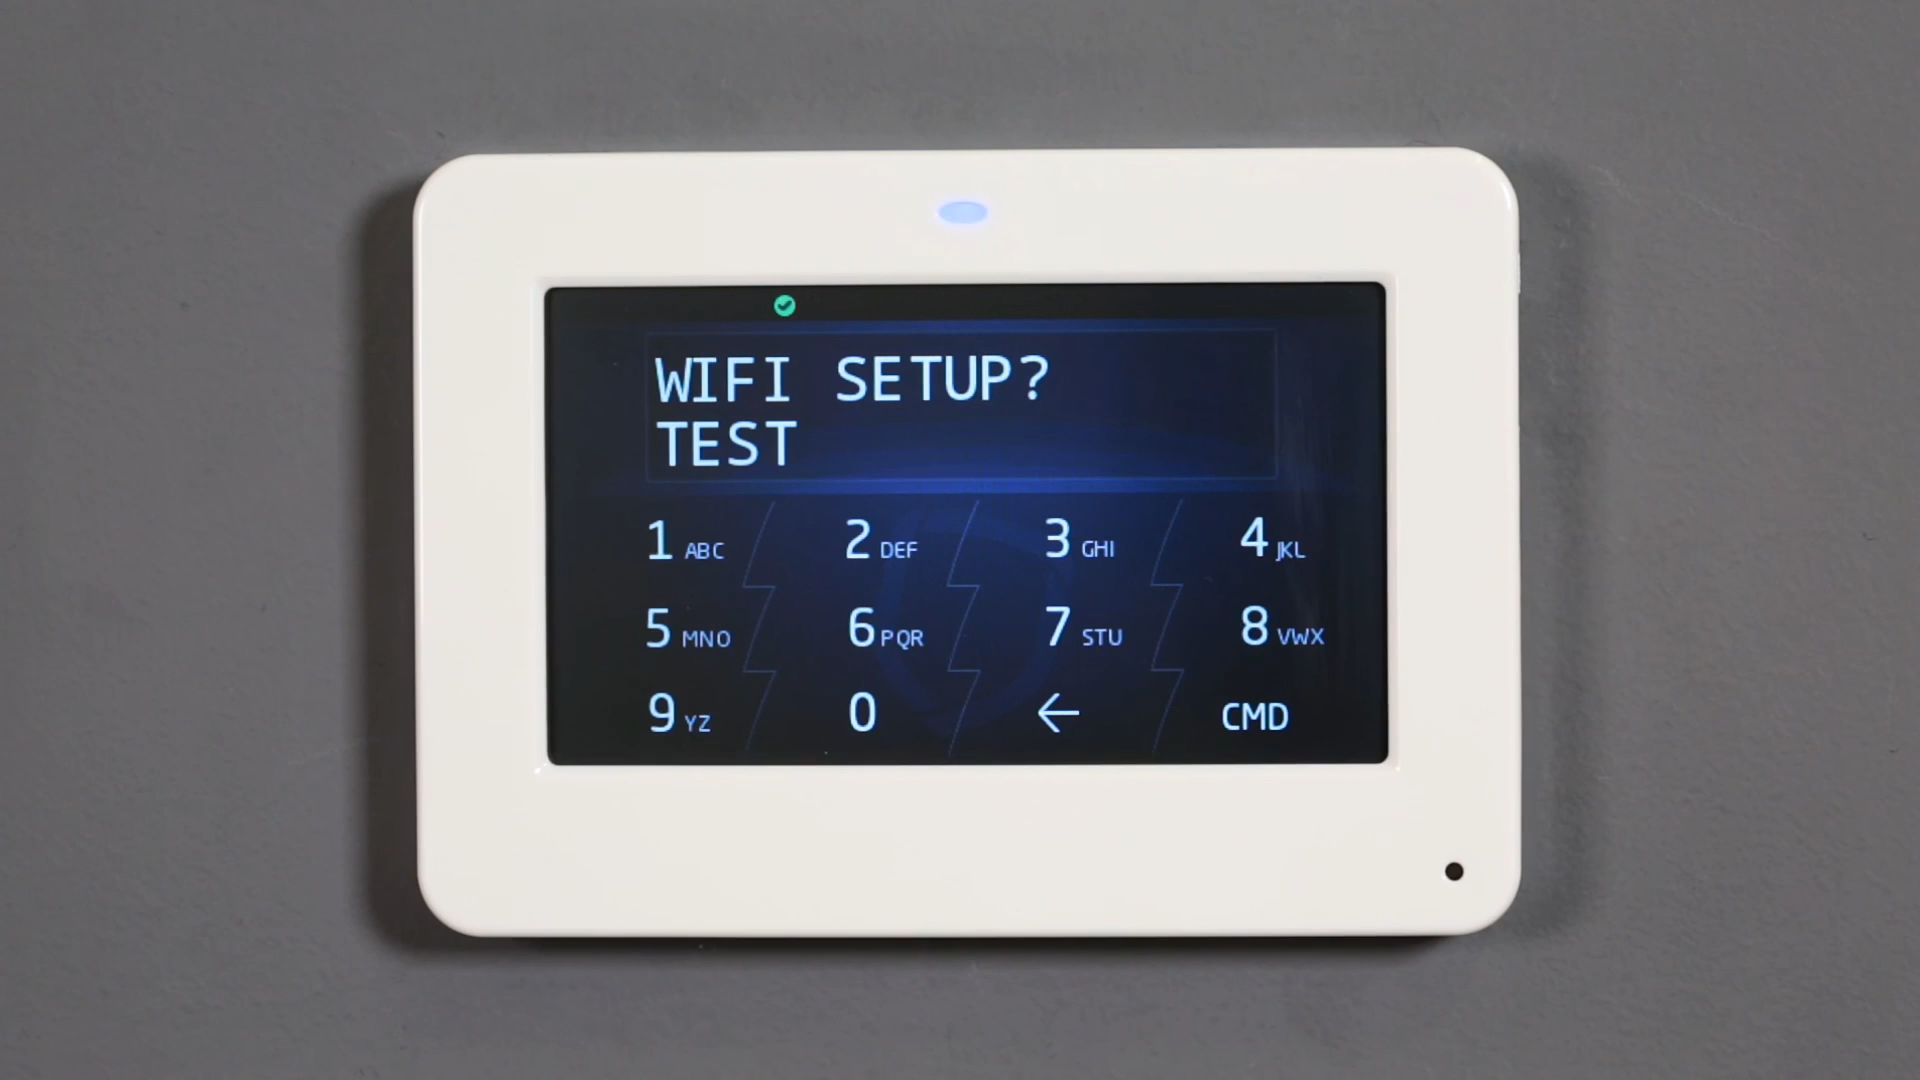 WIFI SETUP?
TEST
1 ABC 2 DEF 3 GHI 4 JKL
5 MNO 6 PQR 7 STU 8 VWX
9 YZ 0 ← CMD